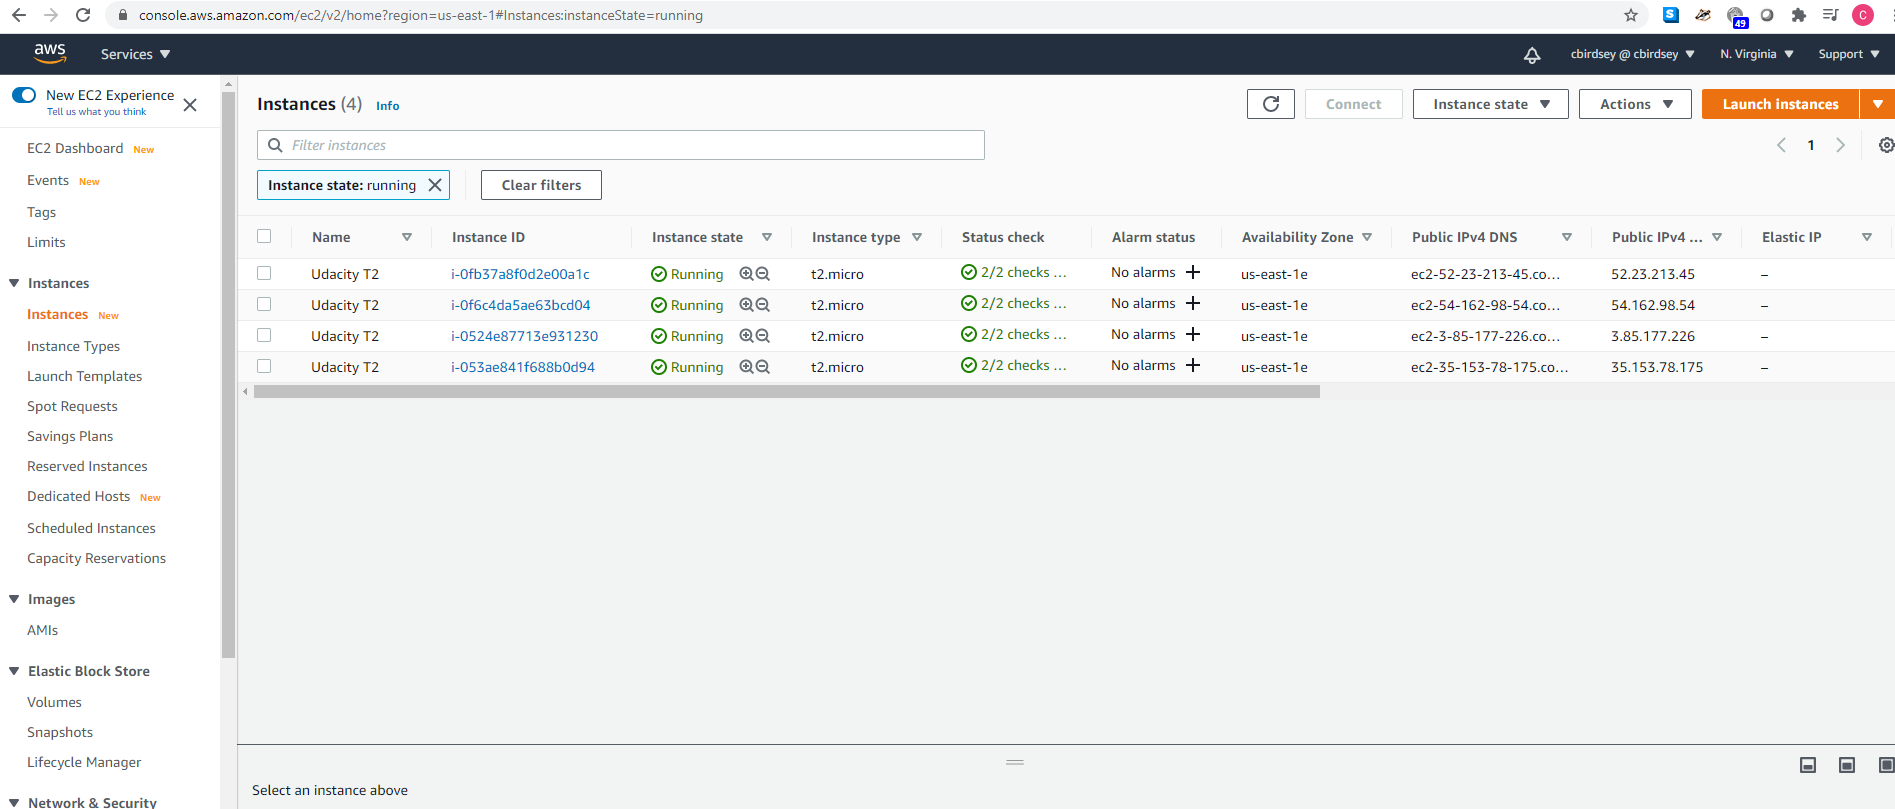 console.aws.amazon.com/ec2/v2/home?region=us-east-1#Instances:instanceState=running
49
C
aws Services cbirdsey @ cbirdsey N. Virginia Support
New EC2 Experience
Tell us what you think
EC2 Dashboard New
Events New
Tags
Limits
Instances
Instances New
Instance Types
Launch Templates
Spot Requests
Savings Plans
Reserved Instances
Dedicated Hosts New
Scheduled Instances
Capacity Reservations
Images
AMIs
Elastic Block Store
Volumes
Snapshots
Lifecycle Manager
Network & Security
Instances (4) Info Connect Instance state Actions Launch instances
Filter instances 1
Instance state: running Clear filters
Name Instance ID Instance state Instance type Status check Alarm status Availability Zone Public IPv4 DNS Public IPv4 ... Elastic IP
Udacity T2 i-0fb37a8f0d2e00a1c Running t2.micro 2/2 checks ... No alarms + us-east-1e ec2-52-23-213-45.co... 52.23.213.45 –
Udacity T2 i-0f6c4da5ae63bcd04 Running t2.micro 2/2 checks ... No alarms + us-east-1e ec2-54-162-98-54.co... 54.162.98.54 –
Udacity T2 i-0524e87713e931230 Running t2.micro 2/2 checks ... No alarms + us-east-1e ec2-3-85-177-226.co... 3.85.177.226 –
Udacity T2 i-053ae841f688b0d94 Running t2.micro 2/2 checks ... No alarms + us-east-1e ec2-35-153-78-175.co... 35.153.78.175 –
Select an instance above